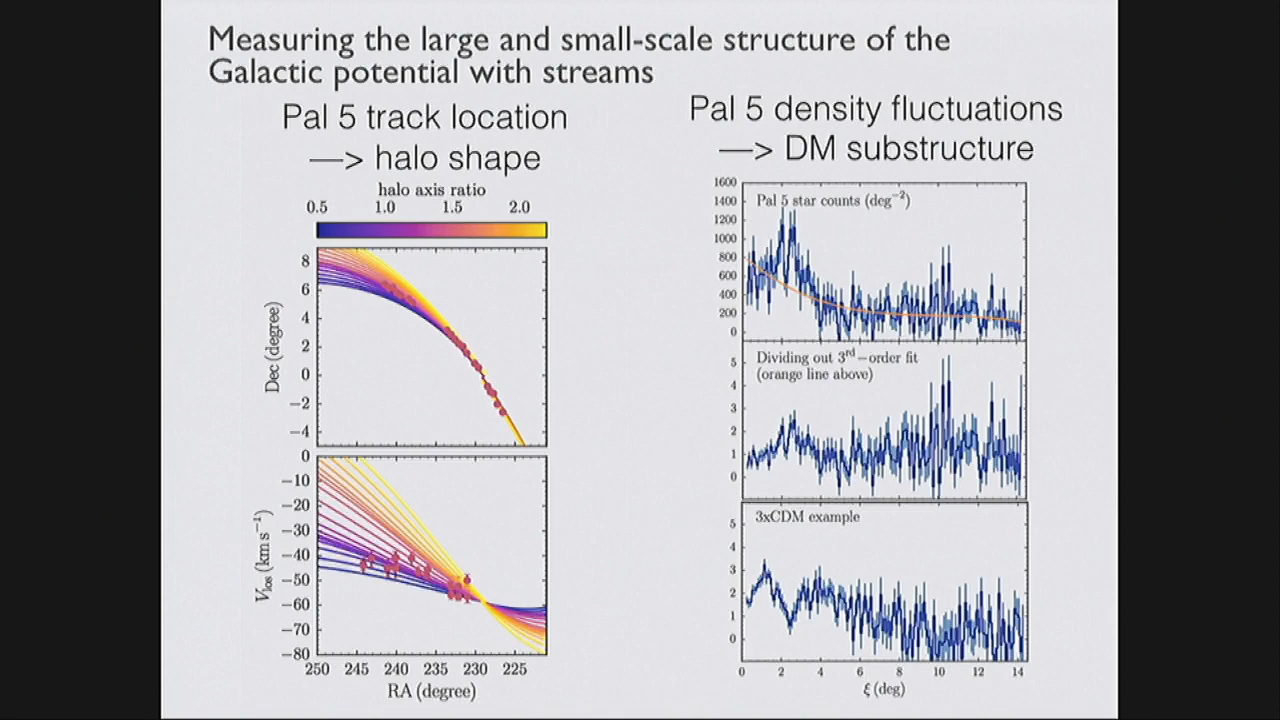 Measuring the large and small-scale structure of the
Galactic potential with streams
Pal 5 track location
—> halo shape
halo axis ratio
0.5 1.0 1.5 2.0
8
6
4
2
0
−2
−4
Dec (degree)
0
−10
−20
−30
−40
−50
−60
−70
−80
V_los (km s⁻¹)
250 245 240 235 230 225
RA (degree)
Pal 5 density fluctuations
—> DM substructure
1600
1400
1200
1000
800
600
400
200
0
Pal 5 star counts (deg⁻²)
5
4
3
2
1
0
Dividing out 3rd−order fit
(orange line above)
5
4
3
2
1
0
3xCDM example
0 2 4 6 8 10 12 14
ξ (deg)